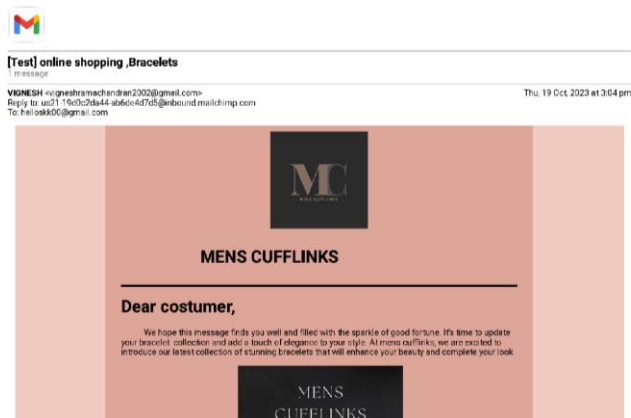 [Test] online shopping ,Bracelets
1 message
VIGNESH <vigneshramachandran2002@gmail.com>
Thu, 19 Oct, 2023 at 3:04 pm
Reply to: us21-19d0c2da44-ab6de4d7d5@inbound.mailchimp.com
To: helloskk00@gmail.com
MC
MENS CUFFLINKS
MENS CUFFLINKS
Dear costumer,
We hope this message finds you well and filled with the sparkle of good fortune. It's time to update
your bracelet collection and add a touch of elegance to your style. At mens cufflinks, we are excited to
introduce our latest collection of stunning bracelets that will enhance your beauty and complete your look
MENS
CUFFLINKS